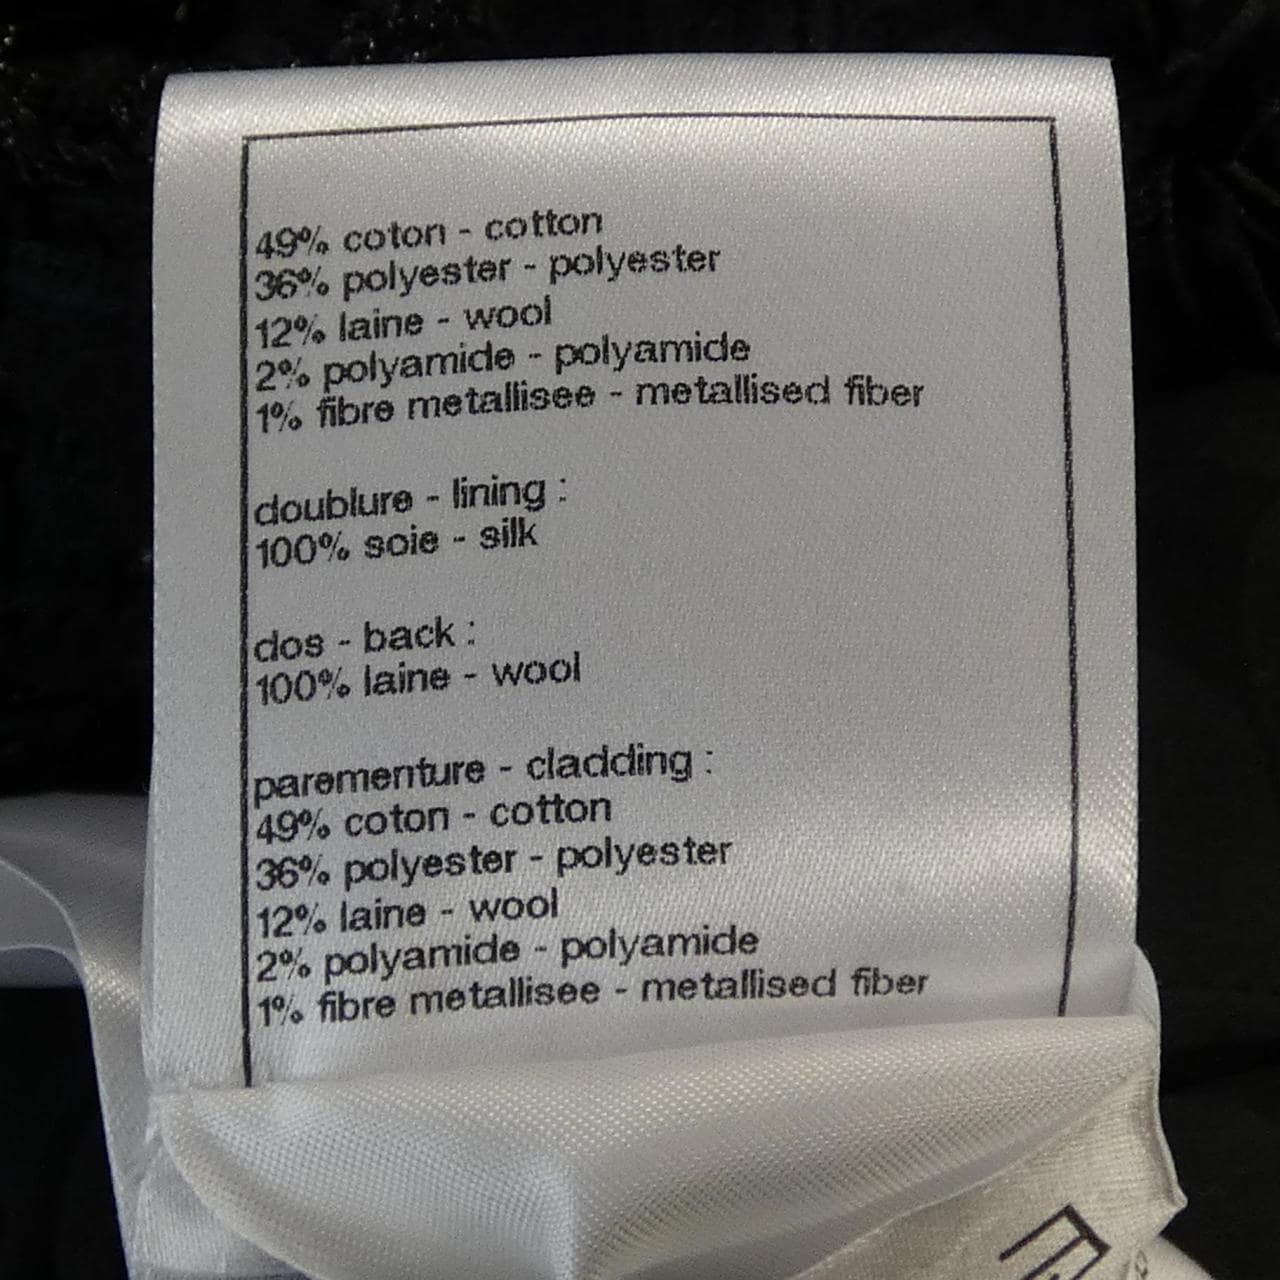 49% coton - cotton
36% polyester - polyester
12% laine - wool
2% polyamide - polyamide
1% fibre metallisee - metallised fiber
doublure - lining :
100% soie - silk
dos - back :
100% laine - wool
parementure - cladding :
49% coton - cotton
36% polyester - polyester
12% laine - wool
2% polyamide - polyamide
1% fibre metallisee - metallised fiber